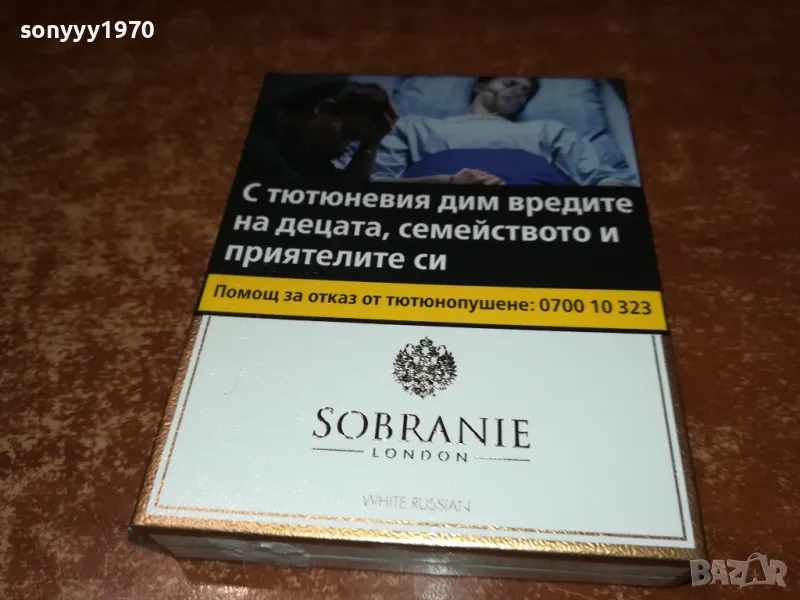 sonyyy1970
С тютюневия дим вредите
на децата, семейството и
приятелите си
Помощ за отказ от тютюнопушене: 0700 10 323
SOBRANIE
LONDON
WHITE RUSSIAN
BAZAR